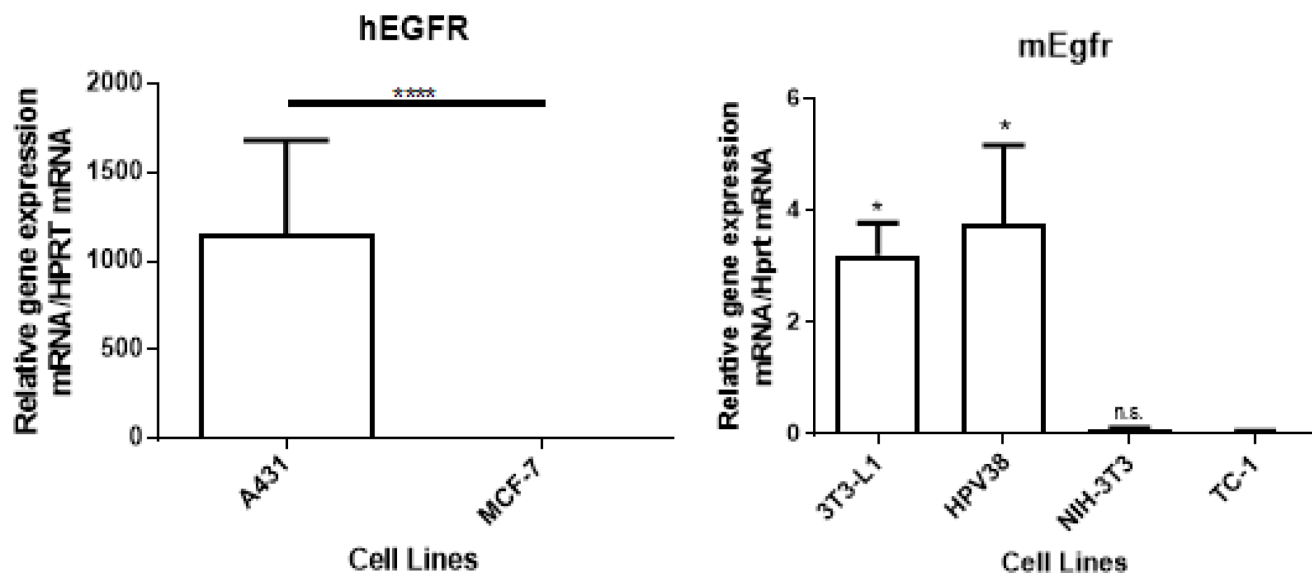 hEGFR
Relative gene expression
mRNA/HPRT mRNA
2000
1500
1000
500
0
****
A431
MCF-7
Cell Lines
mEgfr
Relative gene expression
mRNA/Hprt mRNA
6
4
2
0
*
*
n.s.
3T3-L1
HPV38
NIH-3T3
TC-1
Cell Lines